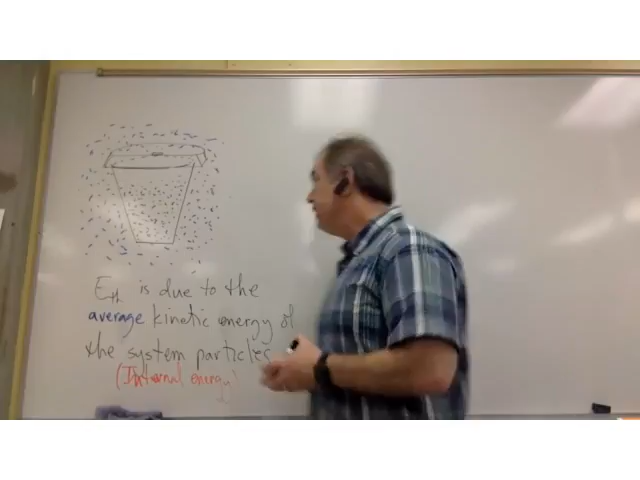 Eth is due to the
average kinetic energy of
the system particles
(Internal energy)